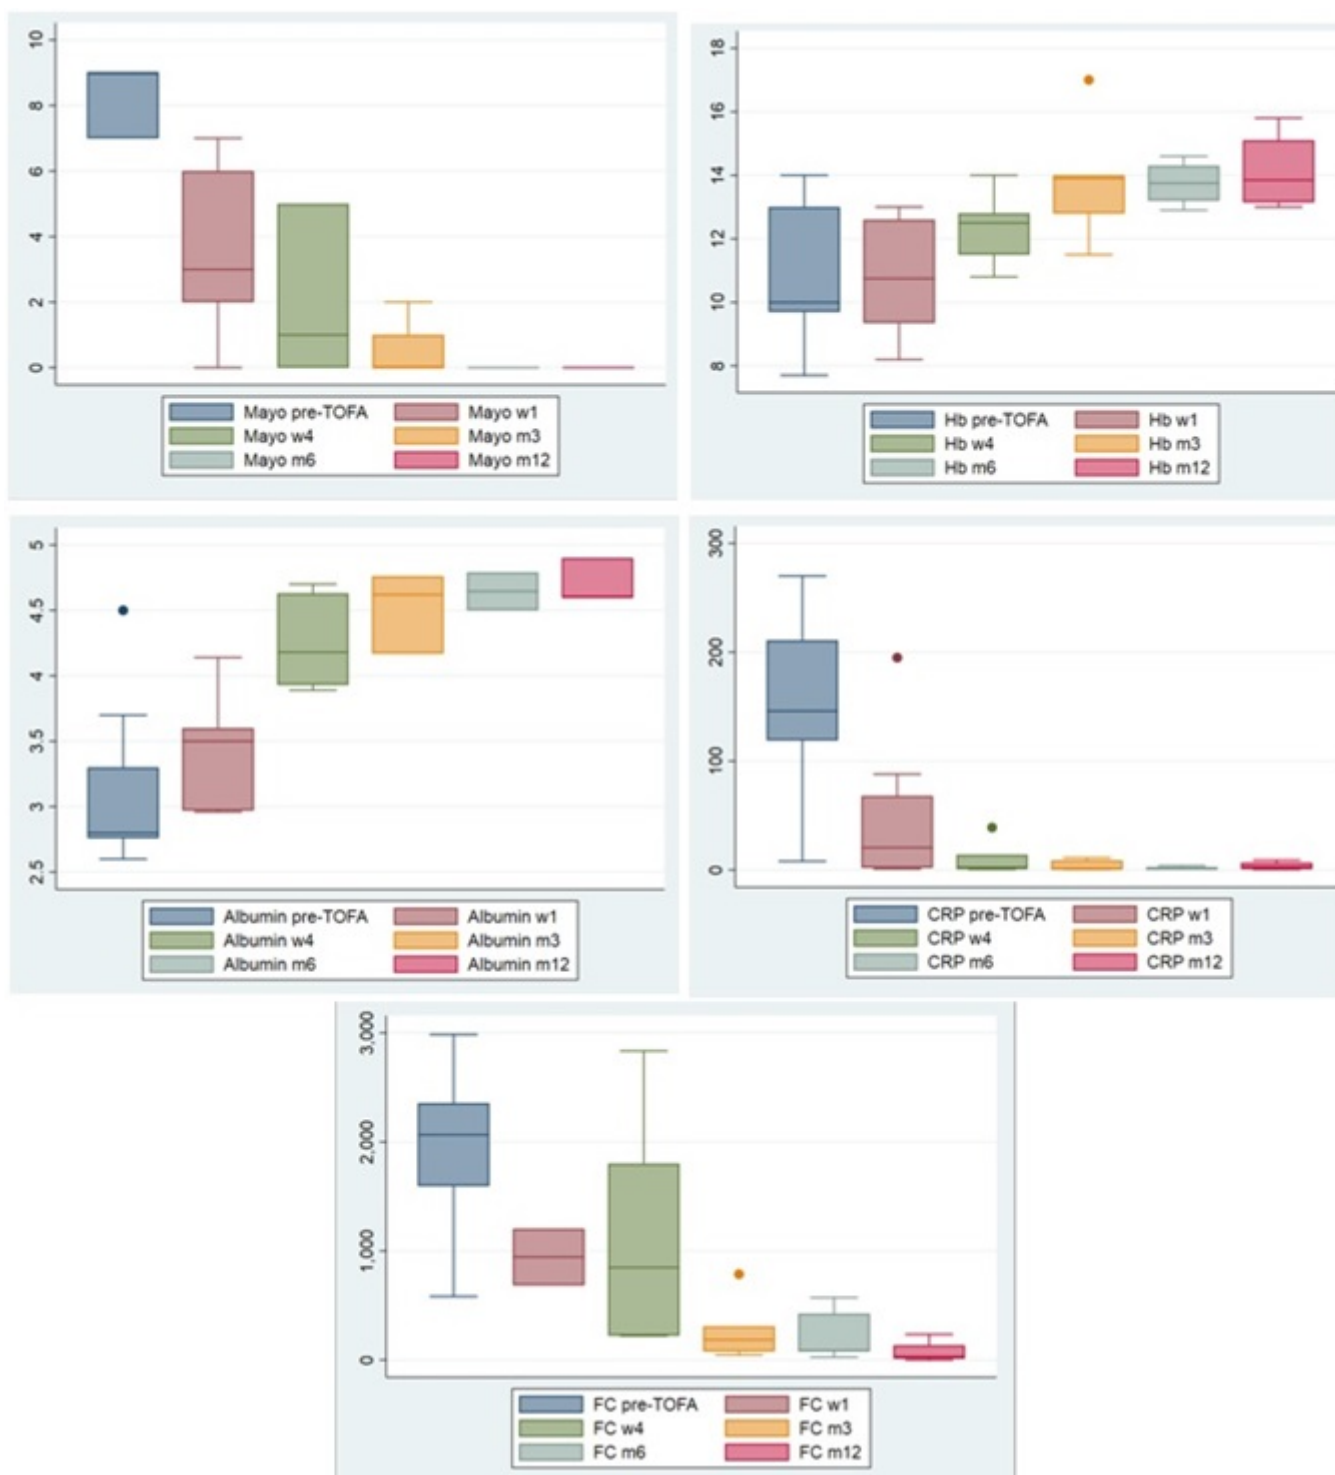 10
8
6
4
2
0
Mayo pre-TOFA Mayo w1
Mayo w4 Mayo m3
Mayo m6 Mayo m12
18
16
14
12
10
8
Hb pre-TOFA Hb w1
Hb w4 Hb m3
Hb m6 Hb m12
5
4.5
4
3.5
3
2.5
Albumin pre-TOFA Albumin w1
Albumin w4 Albumin m3
Albumin m6 Albumin m12
300
200
100
0
CRP pre-TOFA CRP w1
CRP w4 CRP m3
CRP m6 CRP m12
3,000
2,000
1,000
0
FC pre-TOFA FC w1
FC w4 FC m3
FC m6 FC m12